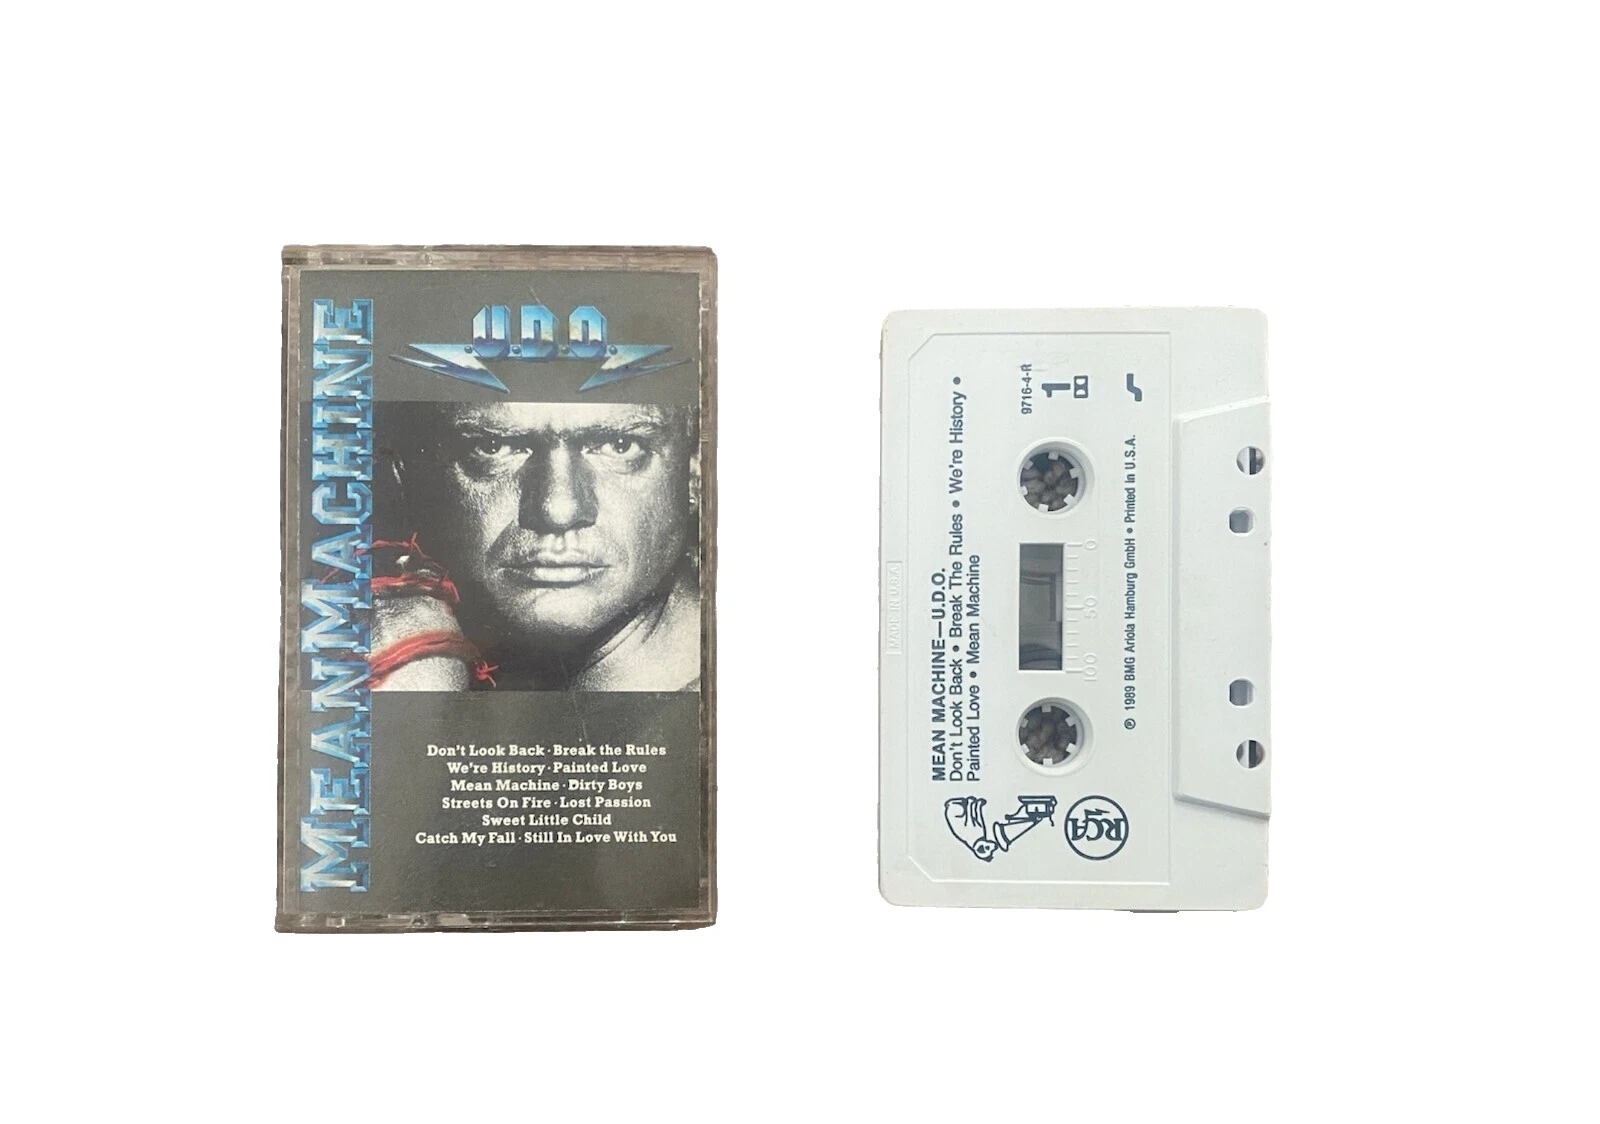 U.D.O.
MEANMACHINE
Don't Look Back · Break the Rules
We're History · Painted Love
Mean Machine · Dirty Boys
Streets On Fire · Lost Passion
Sweet Little Child
Catch My Fall · Still In Love With You
MADE IN U.S.A.
MEAN MACHINE—U.D.O.
Don't Look Back • Break The Rules • We're History •
Painted Love • Mean Machine
9716-4-R
1
100 50 0
RCA
℗ 1989 BMG Ariola Hamburg GmbH • Printed in U.S.A.